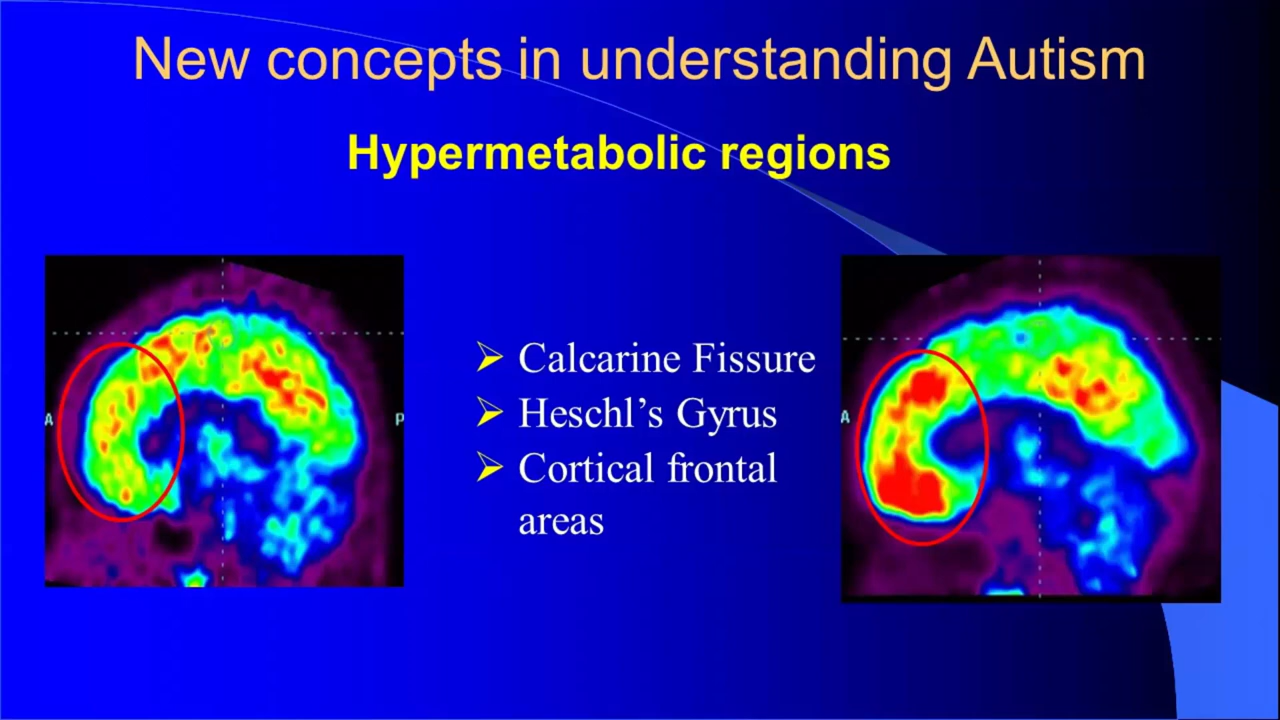 New concepts in understanding Autism
Hypermetabolic regions
A
P
➢ Calcarine Fissure
➢ Heschl’s Gyrus
➢ Cortical frontal
areas
A